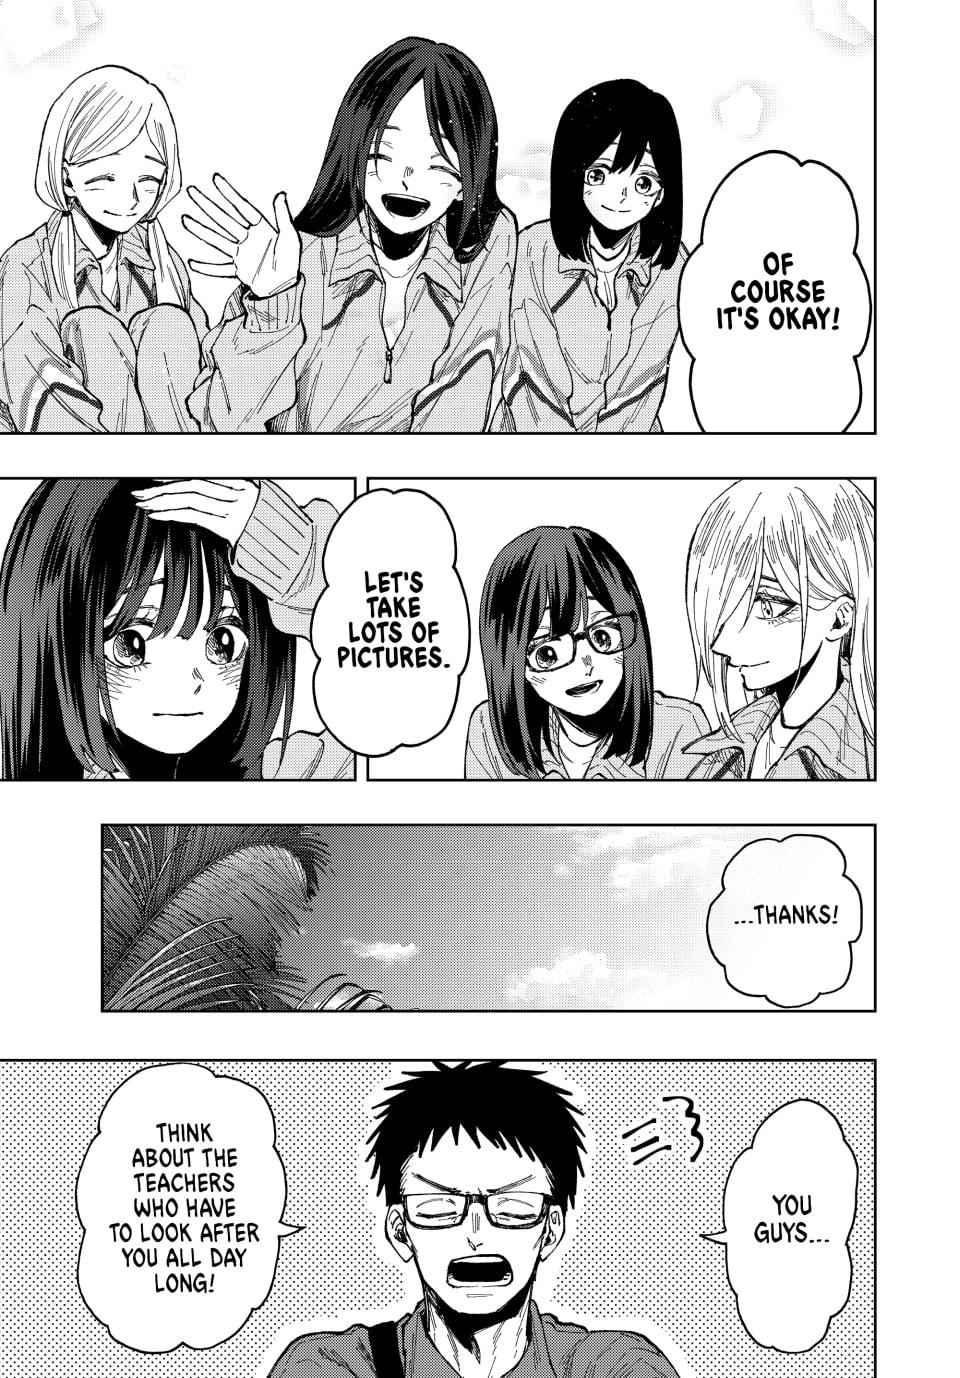 OF
COURSE
IT'S OKAY!
LET'S
TAKE
LOTS OF
PICTURES.
...THANKS!
YOU
GUYS...
THINK
ABOUT THE
TEACHERS
WHO HAVE
TO LOOK AFTER
YOU ALL DAY
LONG!